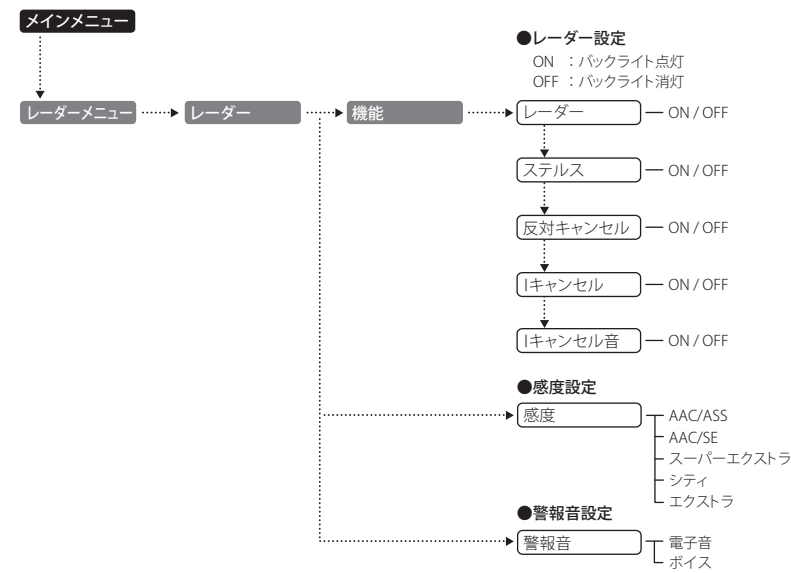 メインメニュー
●レーダー設定
ON ：バックライト点灯
OFF ：バックライト消灯
レーダーメニュー レーダー 機能 レーダー ON / OFF
ステルス ON / OFF
反対キャンセル ON / OFF
Iキャンセル ON / OFF
Iキャンセル音 ON / OFF
●感度設定
感度 AAC/ASS
AAC/SE
スーパーエクストラ
シティ
エクストラ
●警報音設定
警報音 電子音
ボイス